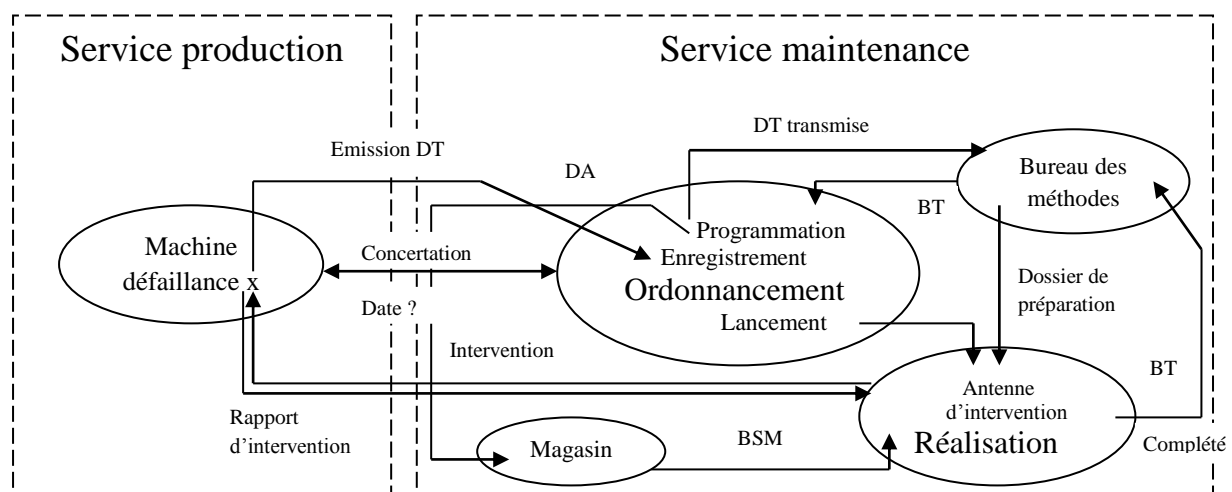 Service production
Service maintenance
DT transmise
Emission DT
DA
Bureau des
méthodes
BT
Programmation
Machine
défaillance x
Concertation
Enregistrement
Ordonnancement
Dossier de
préparation
Date ?
Lancement
Intervention
BT
Antenne
d’intervention
Réalisation
Rapport
d’intervention
Magasin
BSM
Complété